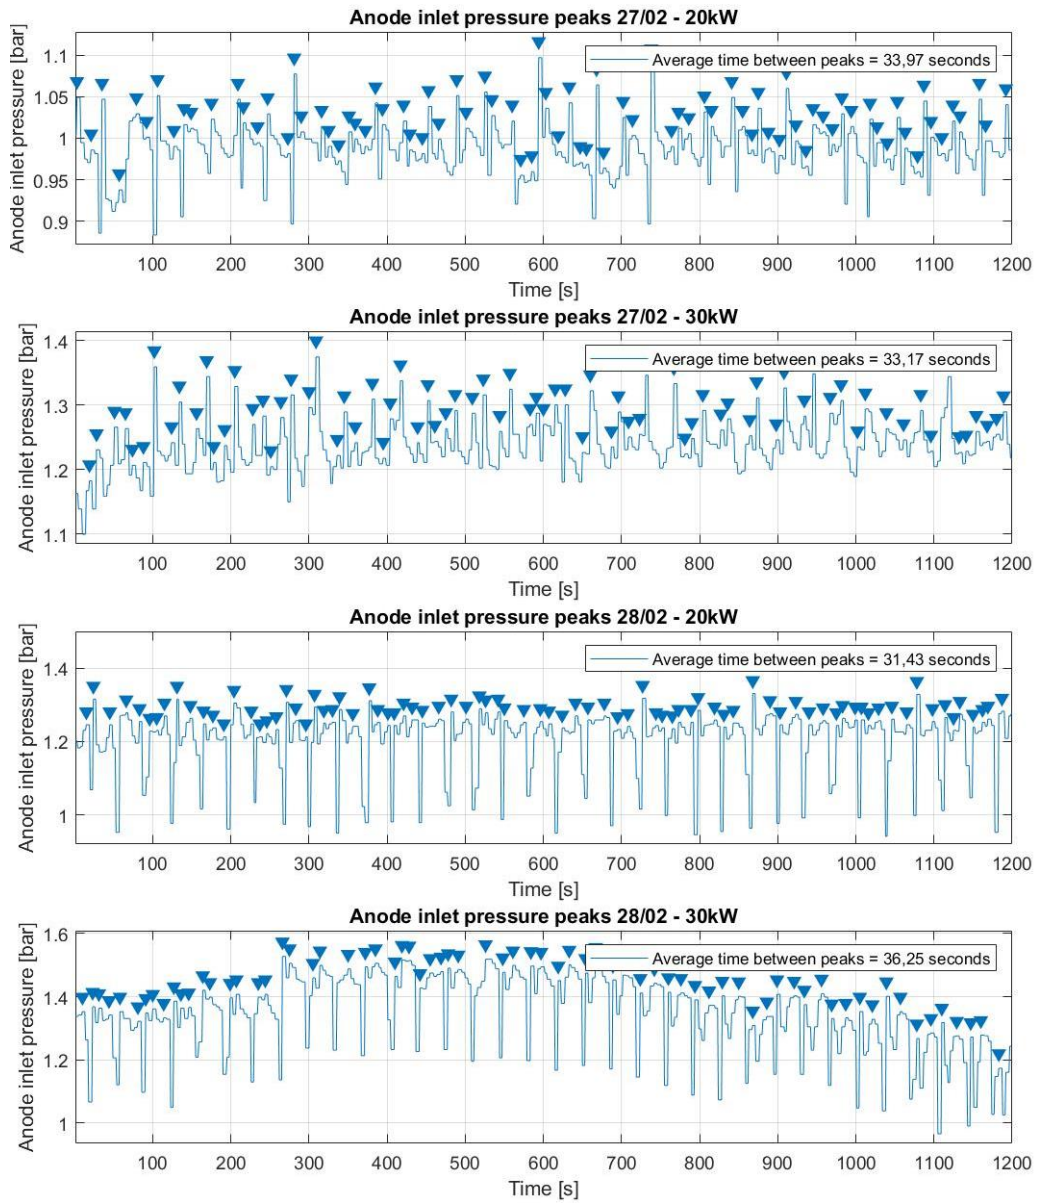 Anode inlet pressure peaks 27/02 - 20kW
Anode inlet pressure [bar]
1.1
1.05
1
0.95
0.9
Average time between peaks = 33,97 seconds
100 200 300 400 500 600 700 800 900 1000 1100 1200
Time [s]
Anode inlet pressure peaks 27/02 - 30kW
Anode inlet pressure [bar]
1.4
1.3
1.2
1.1
Average time between peaks = 33,17 seconds
100 200 300 400 500 600 700 800 900 1000 1100 1200
Time [s]
Anode inlet pressure peaks 28/02 - 20kW
Anode inlet pressure [bar]
1.4
1.2
1
Average time between peaks = 31,43 seconds
100 200 300 400 500 600 700 800 900 1000 1100 1200
Time [s]
Anode inlet pressure peaks 28/02 - 30kW
Anode inlet pressure [bar]
1.6
1.4
1.2
1
Average time between peaks = 36,25 seconds
100 200 300 400 500 600 700 800 900 1000 1100 1200
Time [s]